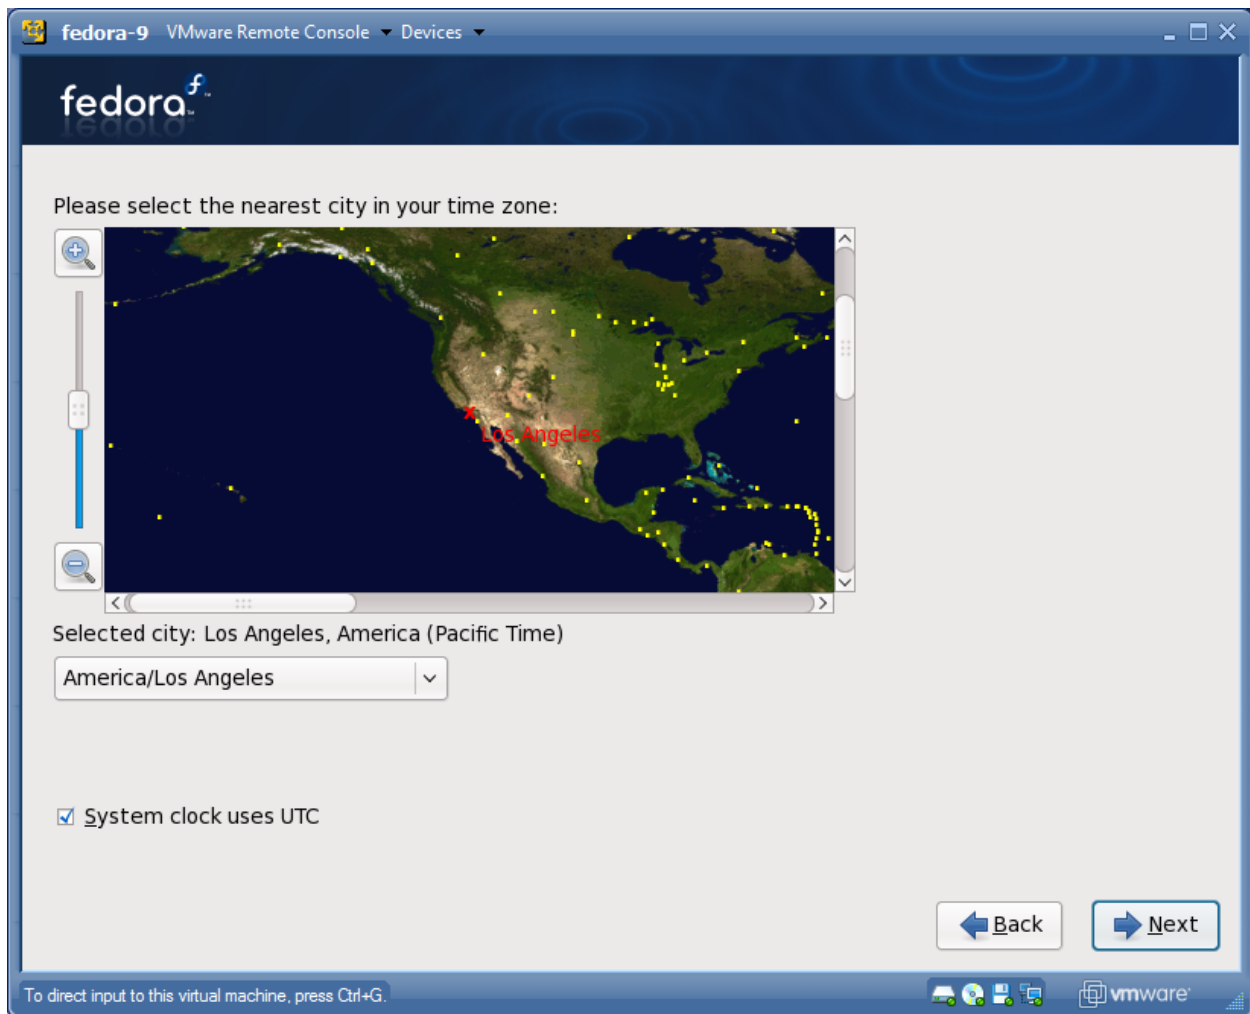 fedora-9 VMware Remote Console Devices
fedora
Please select the nearest city in your time zone:
Los Angeles
Selected city: Los Angeles, America (Pacific Time)
America/Los Angeles
System clock uses UTC
Back Next
To direct input to this virtual machine, press Ctrl+G.
vmware